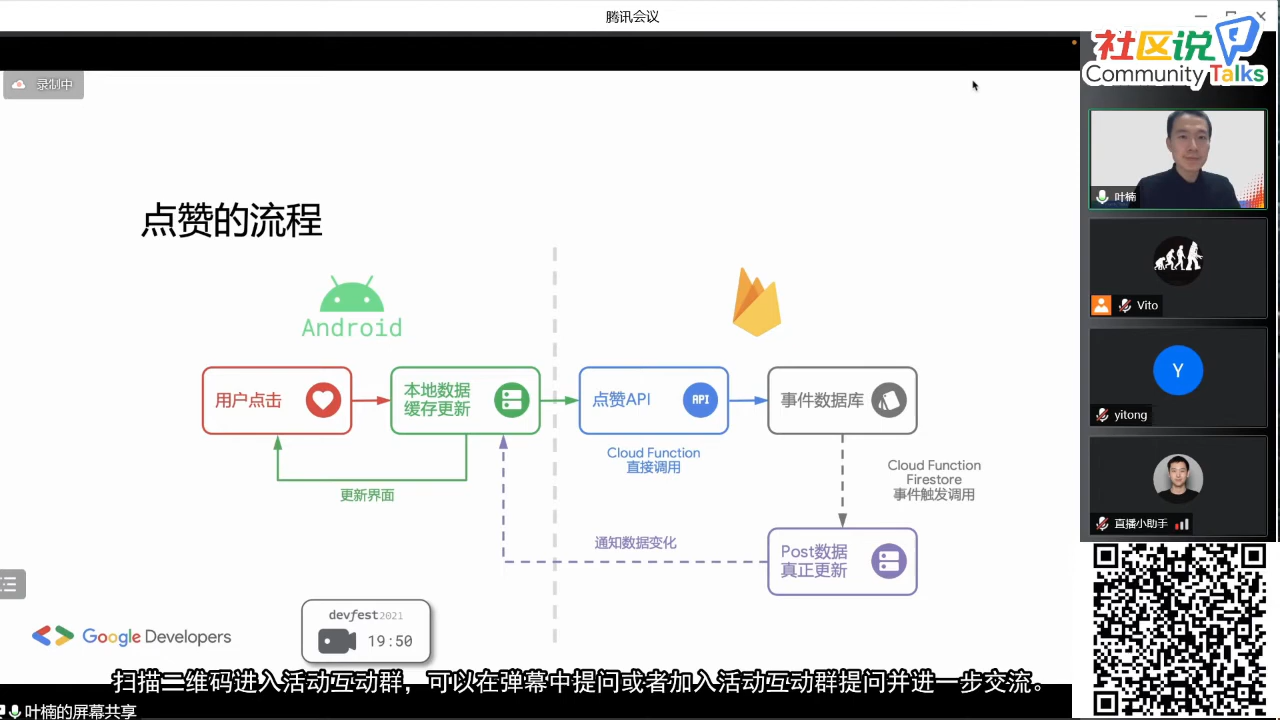 腾讯会议
社区说
Community Talks
录制中
叶楠
点赞的流程
Android
Vito
用户点击
本地数据
缓存更新
点赞API
API
事件数据库
Y
yitong
Cloud Function
直接调用
Cloud Function
Firestore
事件触发调用
更新界面
通知数据变化
Post数据
真正更新
直播小助手
devfest2021
19:50
Google Developers
扫描二维码进入活动互动群，可以在弹幕中提问或者加入活动互动群提问并进一步交流。
叶楠的屏幕共享